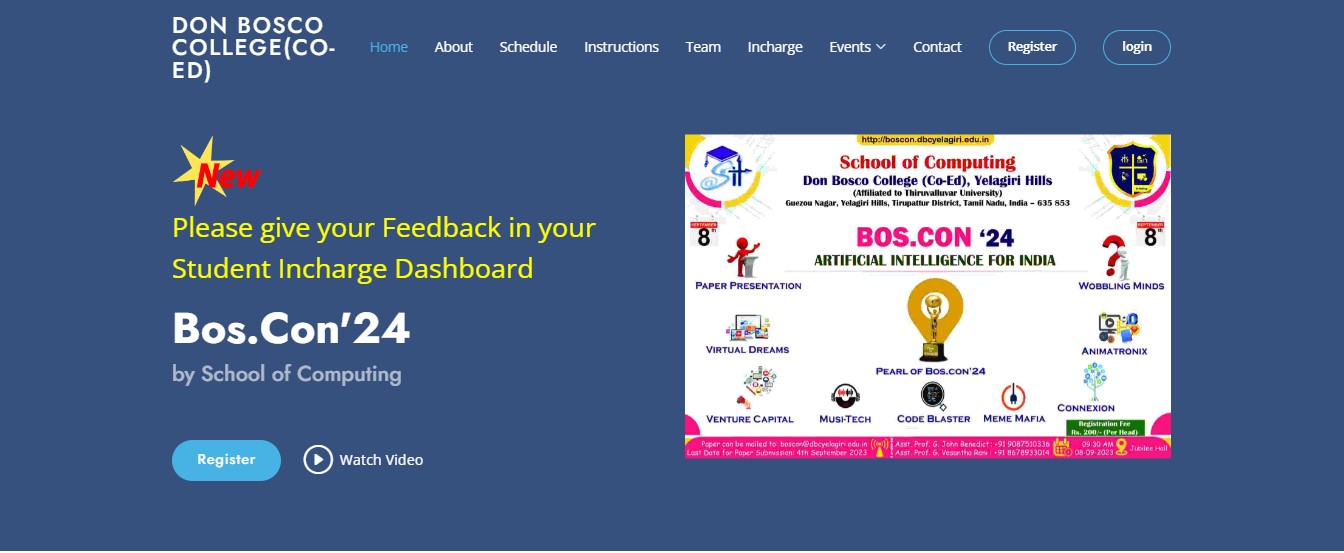 DON BOSCO
COLLEGE(CO-
ED)
Home
About
Schedule
Instructions
Team
Incharge
Events
Contact
Register
login
New
Please give your Feedback in your
Student Incharge Dashboard
Bos.Con'24
by School of Computing
Register
Watch Video
http://boscon.dbcyelagiri.edu.in
School of Computing
Don Bosco College (Co-Ed), Yelagiri Hills
(Affiliated to Thiruvalluvar University)
Guezou Nagar, Yelagiri Hills, Tirupattur District, Tamil Nadu, India – 635 853
@Sit
SEPTEMBER
8th
SEPTEMBER
8th
BOS.CON ‘24
ARTIFICIAL INTELLIGENCE FOR INDIA
PAPER PRESENTATION
WOBBLING MINDS
VIRTUAL DREAMS
ANIMATRONIX
PEARL OF BOS.CON'24
VENTURE CAPITAL
MUSI-TECH
CODE BLASTER
MEME MAFIA
CONNEXION
Registration Fee
Rs. 200/- (Per Head)
Paper can be mailed to: boscon@dbcyelagiri.edu.in
Last Date for Paper Submission: 4th September 2023
Asst. Prof. G. John Benedict : +91 9087510336
Asst. Prof. G. Vasantha Rani : +91 8678933014
09:30 AM
08-09-2023
Jubilee Hall